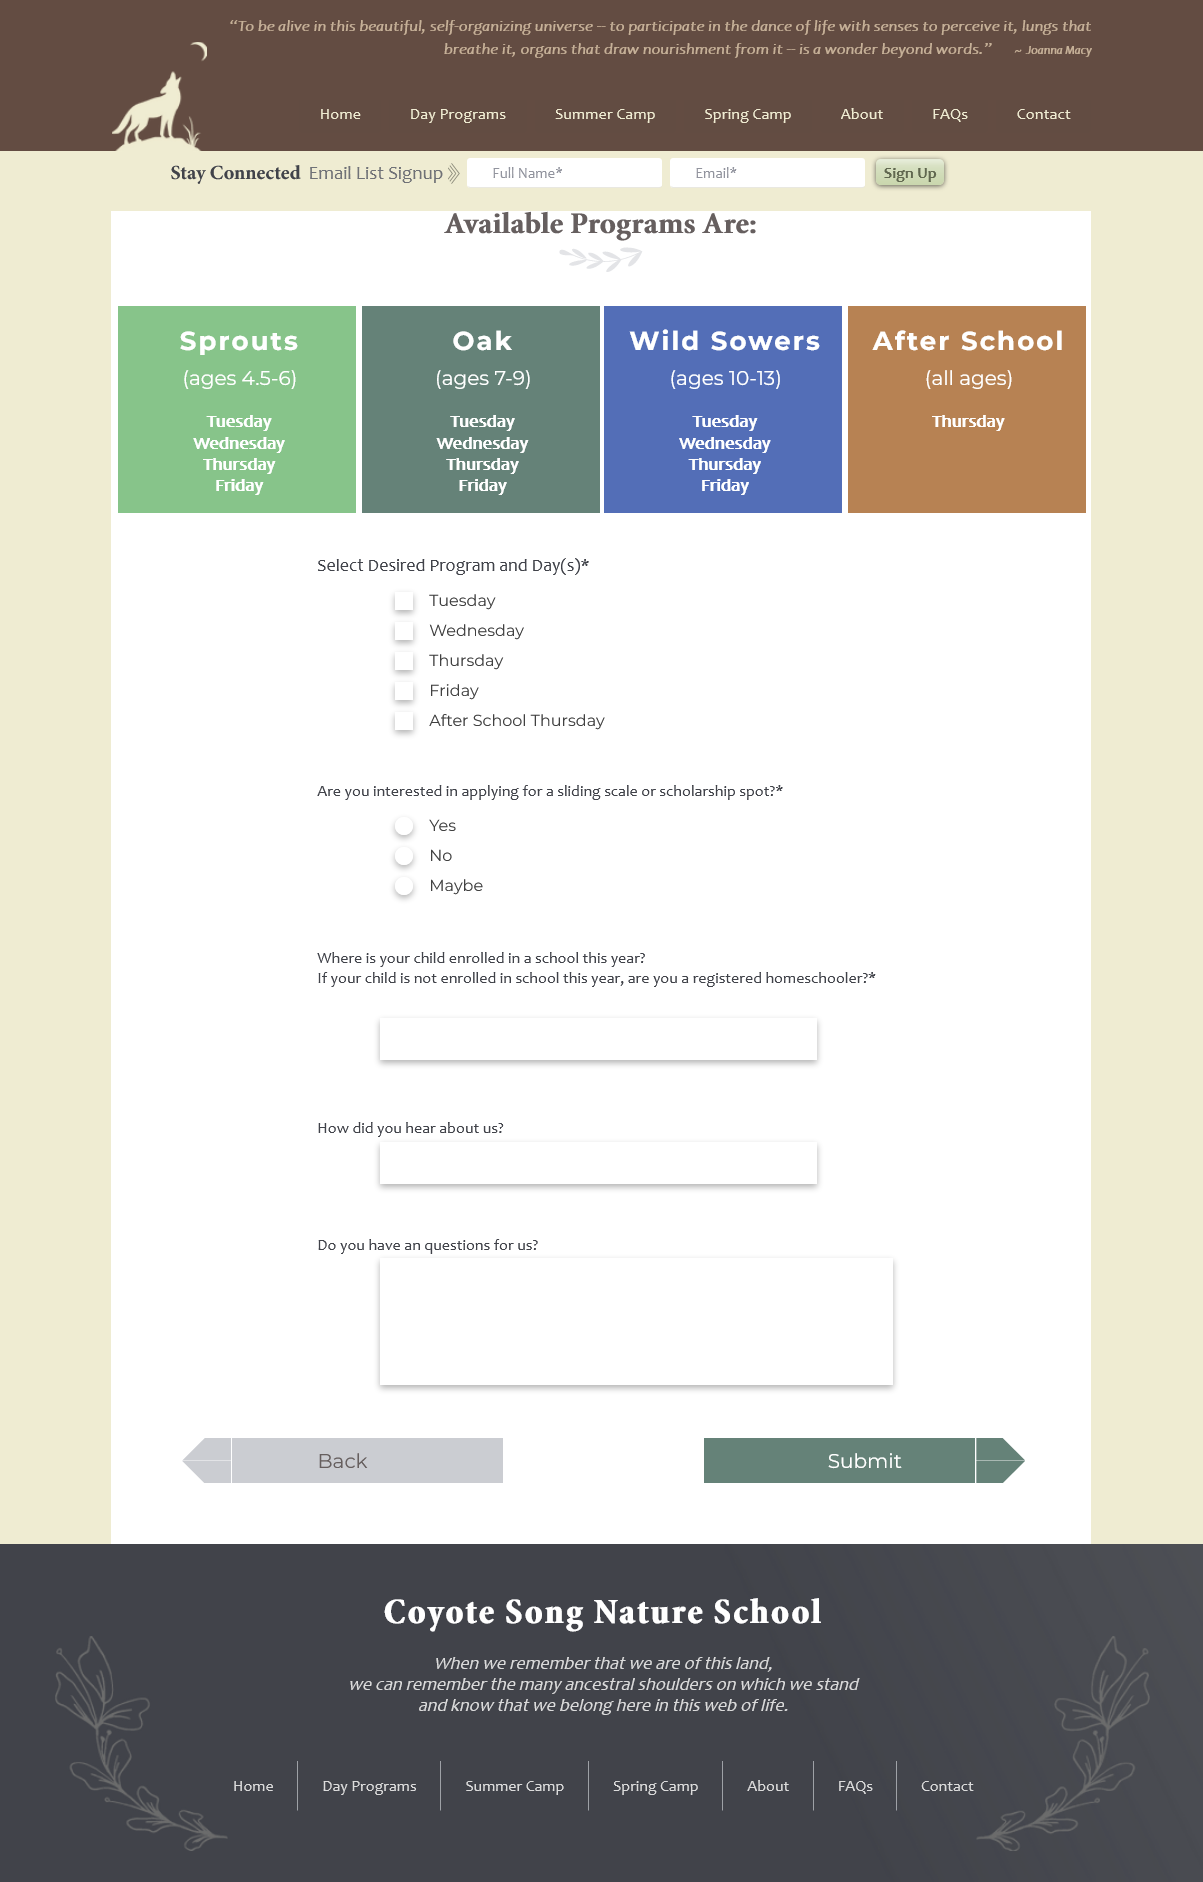 “To be alive in this beautiful, self-organizing universe – to participate in the dance of life with senses to perceive it, lungs that
breathe it, organs that draw nourishment from it – is a wonder beyond words.” ~ Joanna Macy
Home Day Programs Summer Camp Spring Camp About FAQs Contact
Stay Connected Email List Signup Full Name* Email* Sign Up
Available Programs Are:
Sprouts
(ages 4.5-6)
Tuesday
Wednesday
Thursday
Friday
Oak
(ages 7-9)
Tuesday
Wednesday
Thursday
Friday
Wild Sowers
(ages 10-13)
Tuesday
Wednesday
Thursday
Friday
After School
(all ages)
Thursday
Select Desired Program and Day(s)*
Tuesday
Wednesday
Thursday
Friday
After School Thursday
Are you interested in applying for a sliding scale or scholarship spot?*
Yes
No
Maybe
Where is your child enrolled in a school this year?
If your child is not enrolled in school this year, are you a registered homeschooler?*
How did you hear about us?
Do you have an questions for us?
Back Submit
Coyote Song Nature School
When we remember that we are of this land,
we can remember the many ancestral shoulders on which we stand
and know that we belong here in this web of life.
Home Day Programs Summer Camp Spring Camp About FAQs Contact